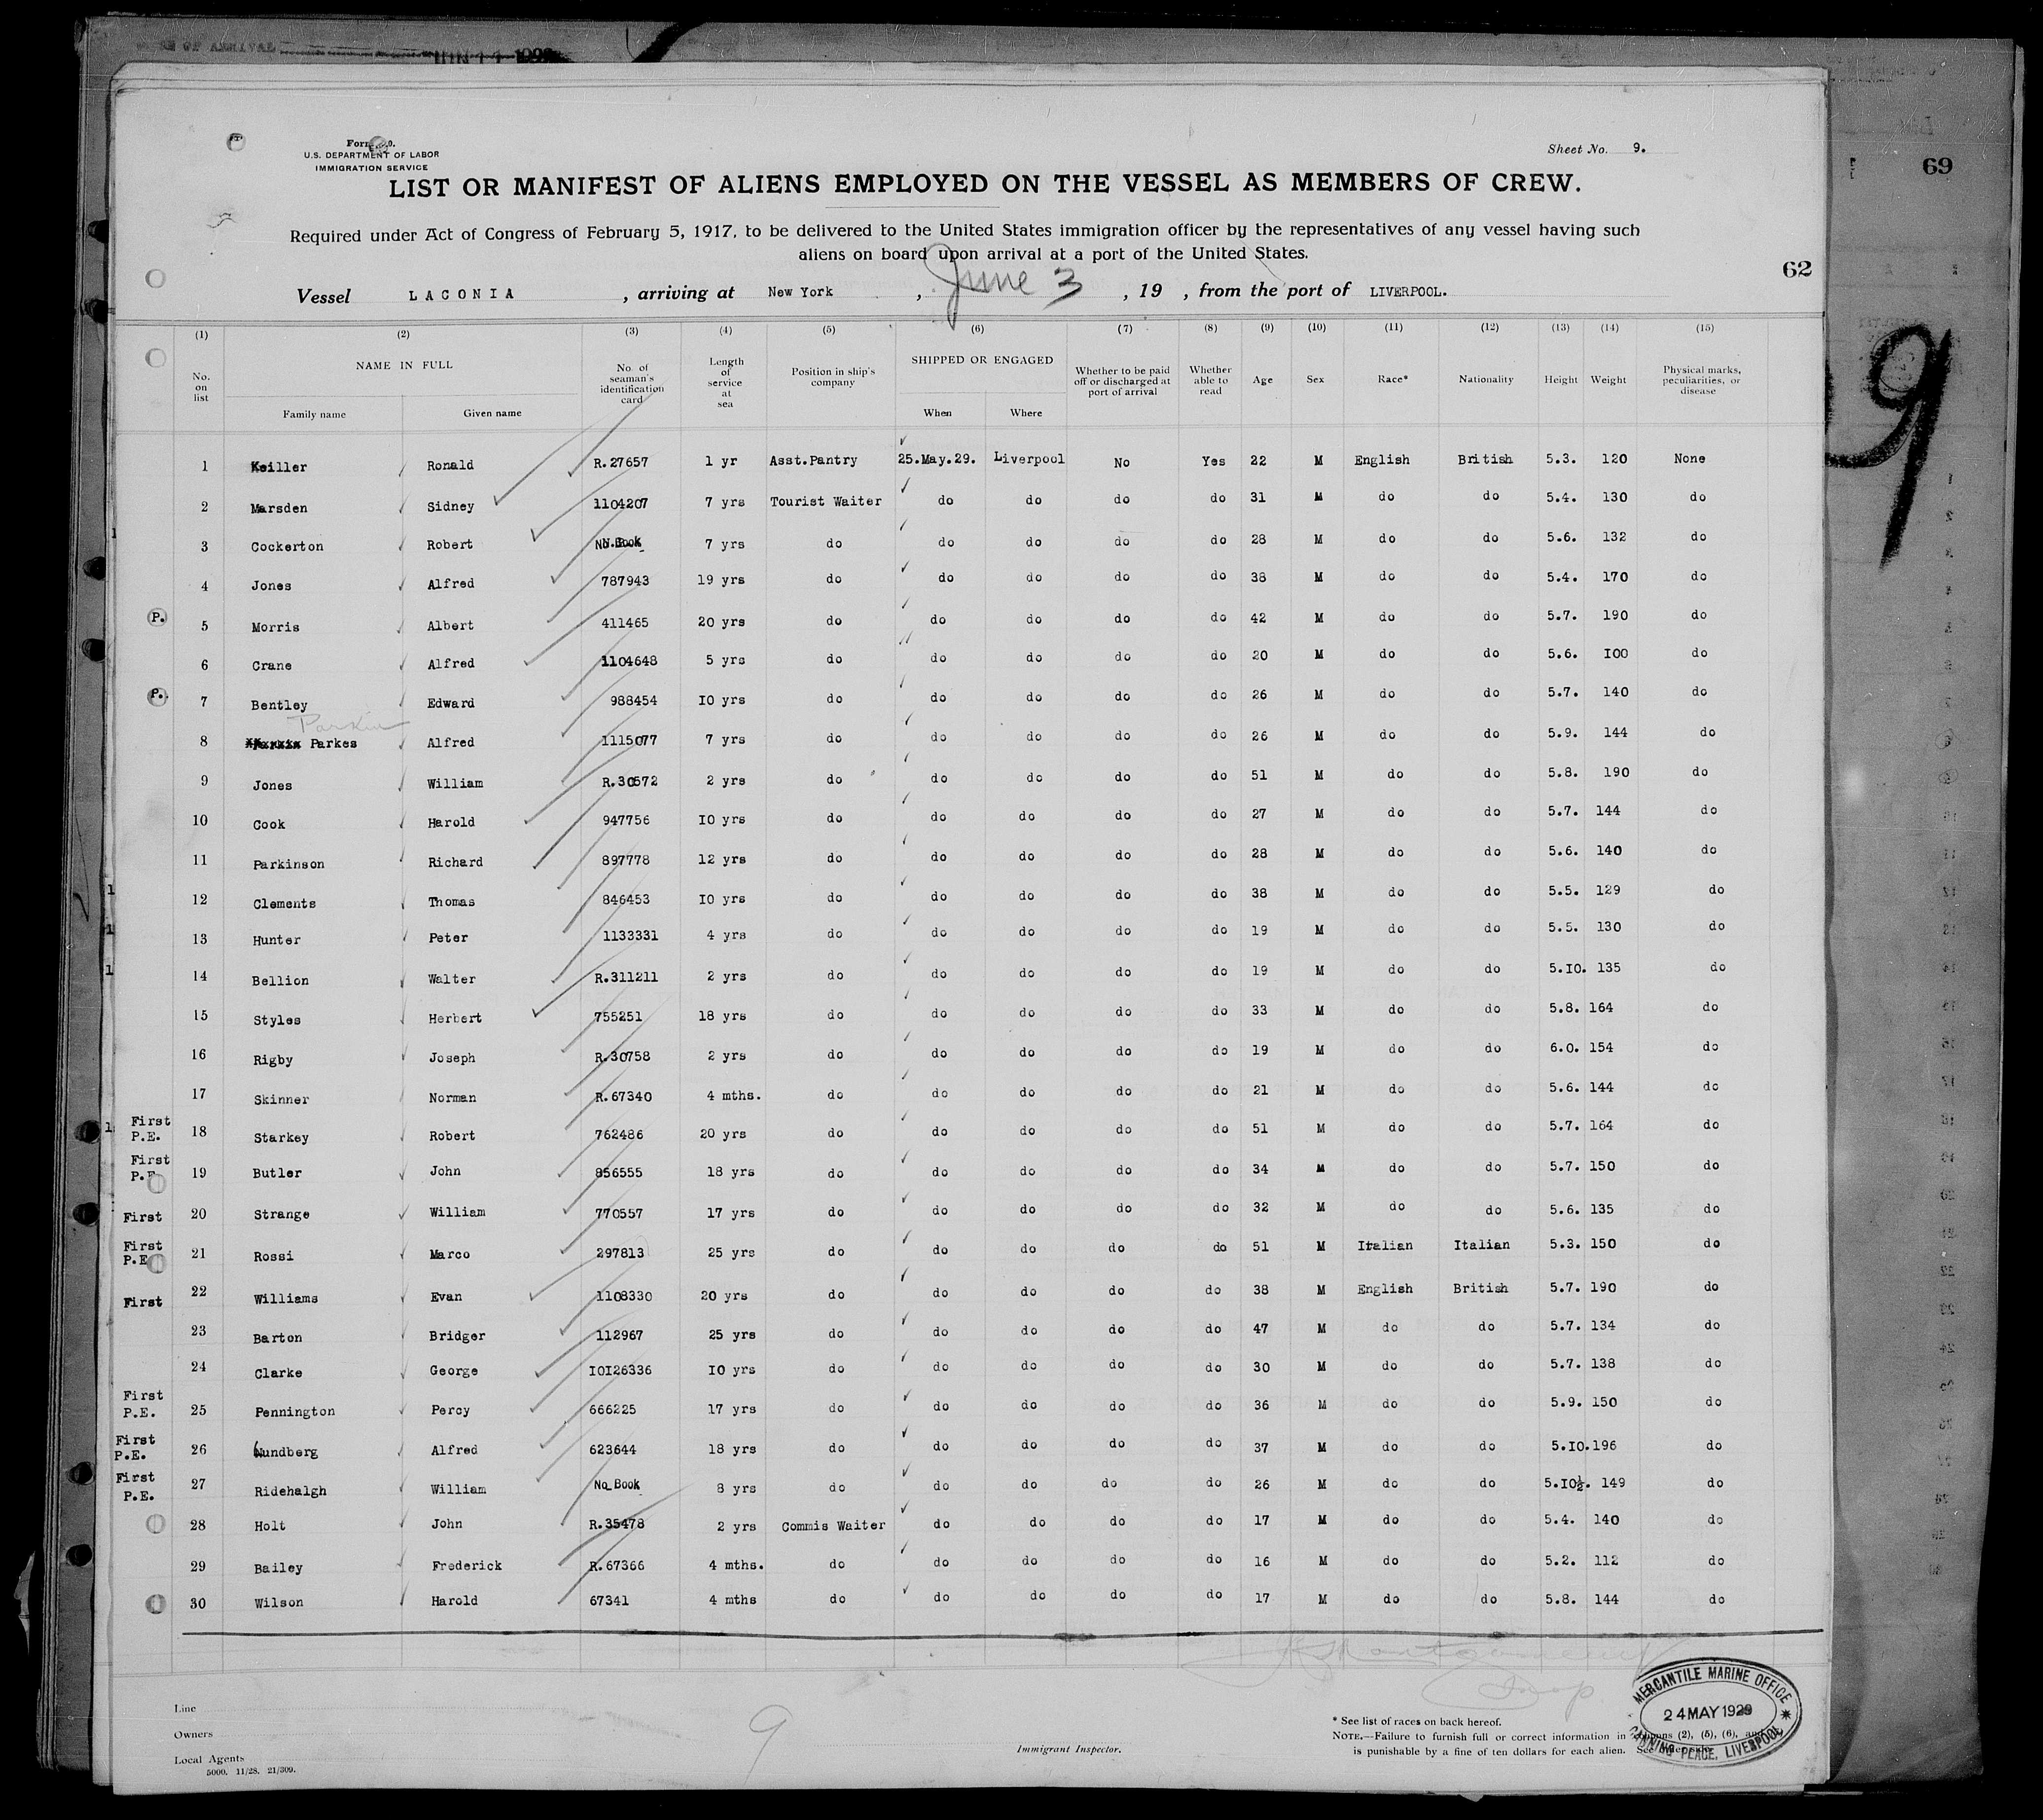 E OF ARRIVAL
69
Form 680.
U.S. DEPARTMENT OF LABOR
IMMIGRATION SERVICE
Sheet No. 9.
LIST OR MANIFEST OF ALIENS EMPLOYED ON THE VESSEL AS MEMBERS OF CREW.
Required under Act of Congress of February 5, 1917, to be delivered to the United States immigration officer by the representatives of any vessel having such
aliens on board upon arrival at a port of the United States.
62
Vessel LACONIA , arriving at New York , June 3 , 19 , from the port of LIVERPOOL.
9
(1) (2) (3) (4) (5) (6) (7) (8) (9) (10) (11) (12) (13) (14) (15)
No. on list NAME IN FULL Family name Given name No. of seaman's identification card Length of service at sea Position in ship's company SHIPPED OR ENGAGED When Where Whether to be paid off or discharged at port of arrival Whether able to read Age Sex Race* Nationality Height Weight Physical marks, peculiarities, or disease
1 Keiller Ronald R.27657 1 yr Asst.Pantry 25.May.29. Liverpool No Yes 22 M English British 5.3. 120 None
2 Marsden Sidney 1104207 7 yrs Tourist Waiter do do do do 31 M do do 5.4. 130 do
3 Cockerton Robert No Book 7 yrs do do do do do 28 M do do 5.6. 132 do
4 Jones Alfred 787943 19 yrs do do do do do 38 M do do 5.4. 170 do
P. 5 Morris Albert 411465 20 yrs do do do do do 42 M do do 5.7. 190 do
6 Crane Alfred 1104648 5 yrs do do do do do 20 M do do 5.6. I00 do
P. 7 Bentley Edward 988454 I0 yrs do do do do do 26 M do do 5.7. 140 do
Parkin
8 Parkes Alfred 1115077 7 yrs do do do do do 26 M do do 5.9. 144 do
9 Jones William R.30572 2 yrs do do do do do 51 M do do 5.8. 190 do
10 Cook Harold 947756 I0 yrs do do do do do 27 M do do 5.7. 144 do
11 Parkinson Richard 897778 12 yrs do do do do do 28 M do do 5.6. 140 do
12 Clements Thomas 846453 I0 yrs do do do do do 38 M do do 5.5. 129 do
13 Hunter Peter 1133331 4 yrs do do do do do 19 M do do 5.5. 130 do
14 Bellion Walter R.311211 2 yrs do do do do do 19 M do do 5.I0. 135 do
15 Styles Herbert 755251 18 yrs do do do do do 33 M do do 5.8. 164 do
16 Rigby Joseph R.30758 2 yrs do do do do do 19 M do do 6.0. 154 do
17 Skinner Norman R.67340 4 mths. do do do do do 21 M do do 5.6. 144 do
First P.E. 18 Starkey Robert 762486 20 yrs do do do do do 51 M do do 5.7. 164 do
First P.E 19 Butler John 856555 18 yrs do do do do do 34 M do do 5.7. 150 do
First 20 Strange William 770557 17 yrs do do do do do 32 M do do 5.6. 135 do
First P.E 21 Rossi Marco 297813 25 yrs do do do do do 51 M Italian Italian 5.3. 150 do
First 22 Williams Evan 1108330 20 yrs do do do do do 38 M English British 5.7. 190 do
23 Barton Bridger 112967 25 yrs do do do do do 47 M do do 5.7. 134 do
24 Clarke George I0I26336 I0 yrs do do do do do 30 M do do 5.7. 138 do
First P.E. 25 Pennington Percy 666225 17 yrs do do do do do 36 M do do 5.9. 150 do
First P.E. 26 Lundberg Alfred 623644 18 yrs do do do do do 37 M do do 5.I0. 196 do
First P.E. 27 Ridehalgh William No Book 8 yrs do do do do do 26 M do do 5.I0½. 149 do
28 Holt John R.35478 2 yrs Commis Waiter do do do do 17 M do do 5.4. 140 do
29 Bailey Frederick R.67366 4 mths. do do do do do 16 M do do 5.2. 112 do
30 Wilson Harold 67341 4 mths do do do do do 17 M do do 5.8. 144 do
Line
Owners
Local Agents
5000. 11/28. 21/309.
9
Immigrant Inspector.
* See list of races on back hereof.
NOTE.—Failure to furnish full or correct information in columns (2), (5), (6), and
is punishable by a fine of ten dollars for each alien. See
MERCANTILE MARINE OFFICE
24 MAY 1929
CANNING PLACE, LIVERPOOL